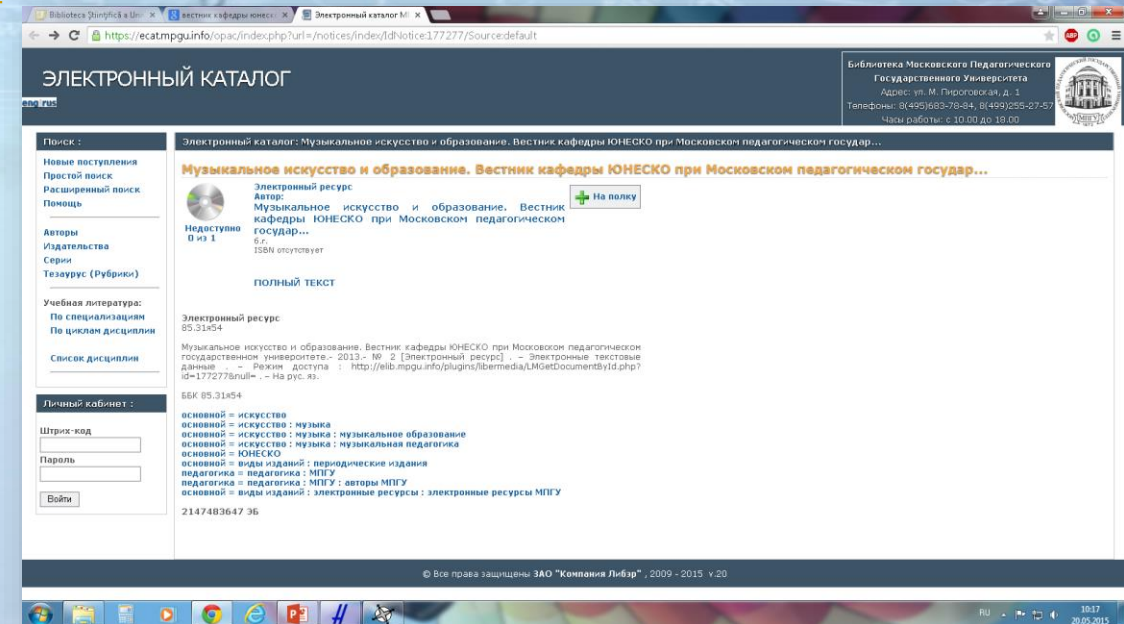 Biblioteca Științifică a Univ
вестник кафедры юнеско
Электронный каталог МІ
https://ecat.mpgu.info/opac/index.php?url=/notices/index/IdNotice:177277/Source:default
ABP
ЭЛЕКТРОННЫЙ КАТАЛОГ
eng rus
Библиотека Московского Педагогического
Государственного Университета
Адрес: ул. М. Пироговская, д. 1
Телефоны: 8(495)683-78-84, 8(499)255-27-57
Часы работы: с 10.00 до 18.00
Поиск :
Новые поступления
Простой поиск
Расширенный поиск
Помощь
Авторы
Издательства
Серии
Тезаурус (Рубрики)
Учебная литература:
По специализациям
По циклам дисциплин
Список дисциплин
Личный кабинет :
Штрих-код
Пароль
Войти
Электронный каталог: Музыкальное искусство и образование. Вестник кафедры ЮНЕСКО при Московском педагогическом государ...
Музыкальное искусство и образование. Вестник кафедры ЮНЕСКО при Московском педагогическом государ...
Недоступно
0 из 1
Электронный ресурс
Автор:
Музыкальное искусство и образование. Вестник
кафедры ЮНЕСКО при Московском педагогическом
государ...
б.г.
ISBN отсутствует
На полку
ПОЛНЫЙ ТЕКСТ
Электронный ресурс
85.31я54
Музыкальное искусство и образование. Вестник кафедры ЮНЕСКО при Московском педагогическом
государственном университете.- 2013.- № 2 [Электронный ресурс] . – Электронные текстовые
данные . – Режим доступа : http://elib.mpgu.info/plugins/libermedia/LMGetDocumentById.php?
id=177277&null= . – На рус. яз.
ББК 85.31я54
основной = искусство
основной = искусство : музыка
основной = искусство : музыка : музыкальное образование
основной = искусство : музыка : музыкальная педагогика
основной = ЮНЕСКО
основной = виды изданий : периодические издания
педагогика = педагогика : МПГУ
педагогика = педагогика : МПГУ : авторы МПГУ
основной = виды изданий : электронные ресурсы : электронные ресурсы МПГУ
2147483647 ЭБ
© Все права защищены ЗАО "Компания Либэр" , 2009 - 2015 v.20
RU
10:17
20.05.2015